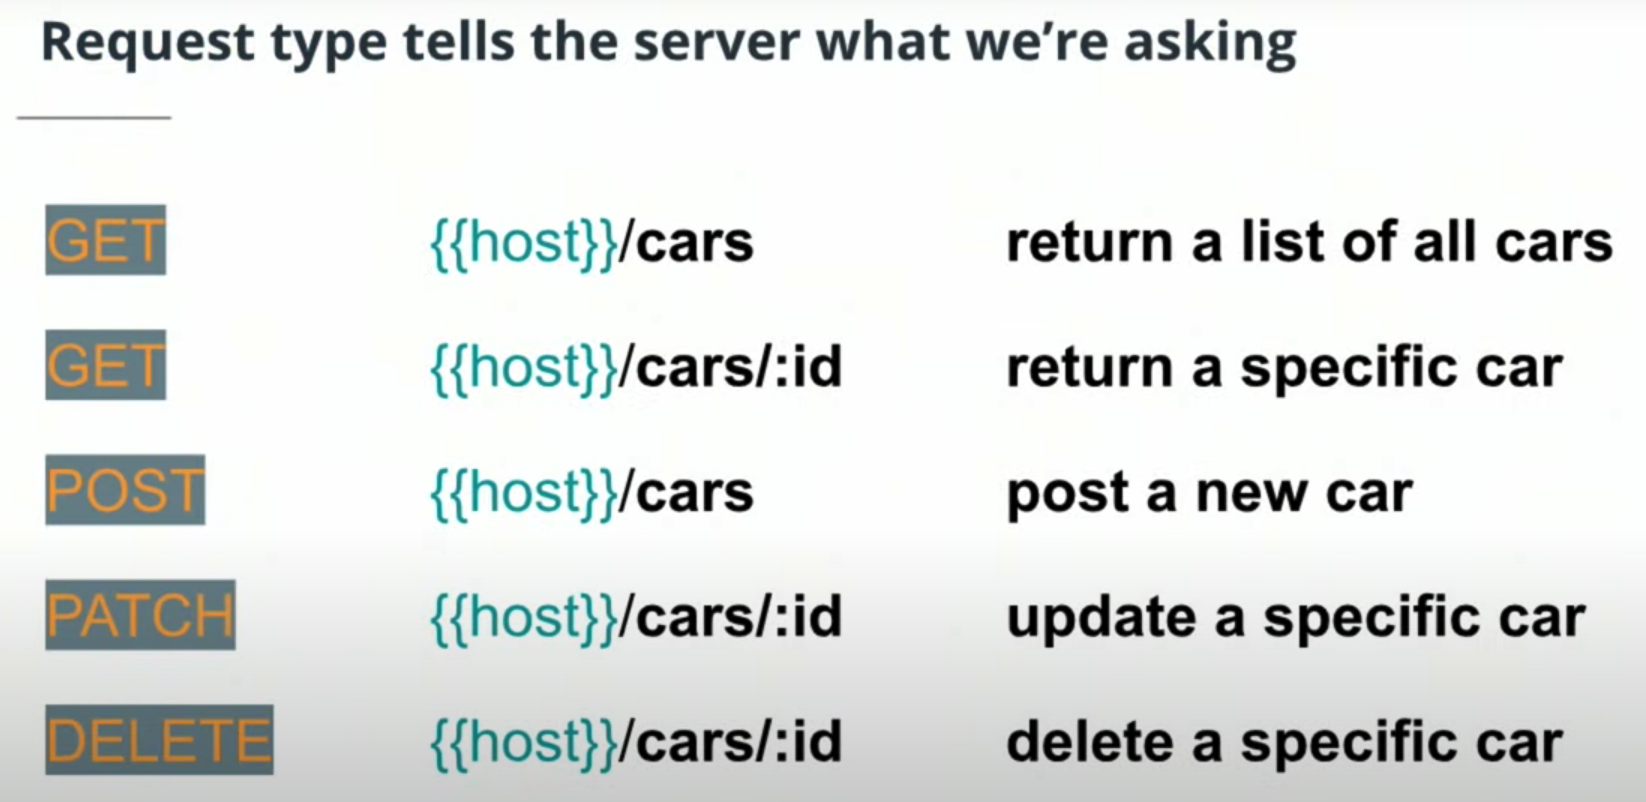 Request type tells the server what we're asking
GET {{host}}/cars return a list of all cars
GET {{host}}/cars/:id return a specific car
POST {{host}}/cars post a new car
PATCH {{host}}/cars/:id update a specific car
DELETE {{host}}/cars/:id delete a specific car